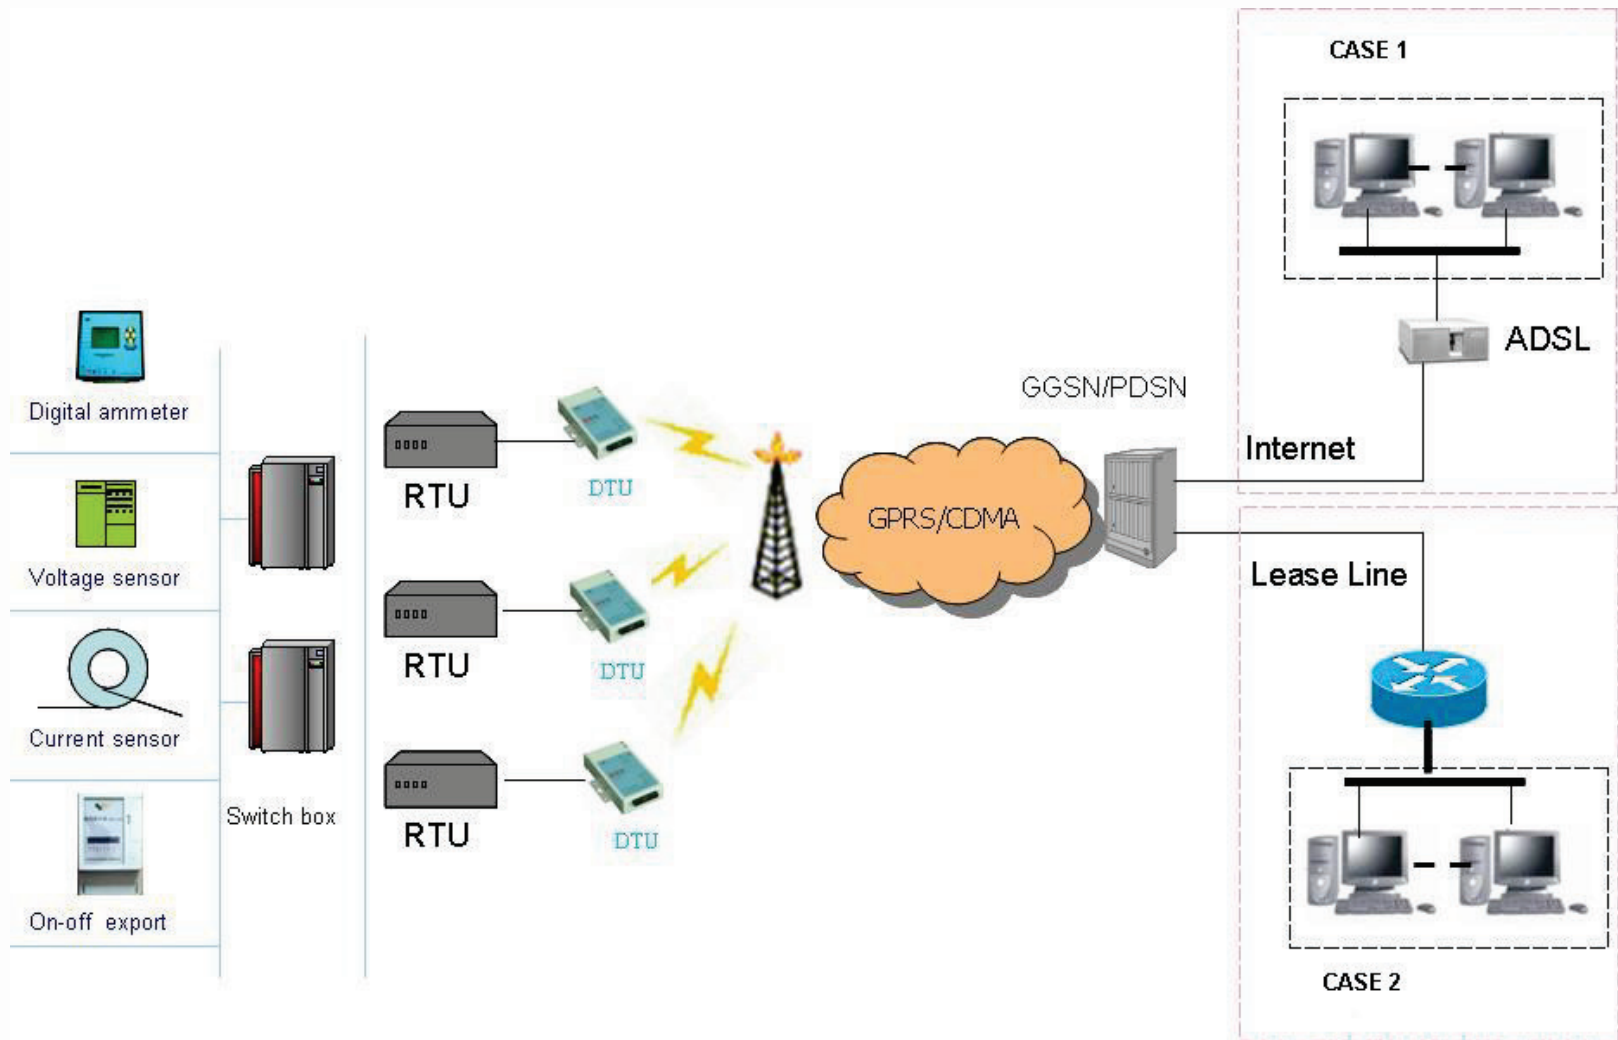 CASE 1
ADSL
GGSN/PDSN
Internet
Digital ammeter
RTU
DTU
GPRS/CDMA
Voltage sensor
Lease Line
RTU
DTU
Current sensor
Switch box
RTU
DTU
On-off export
CASE 2